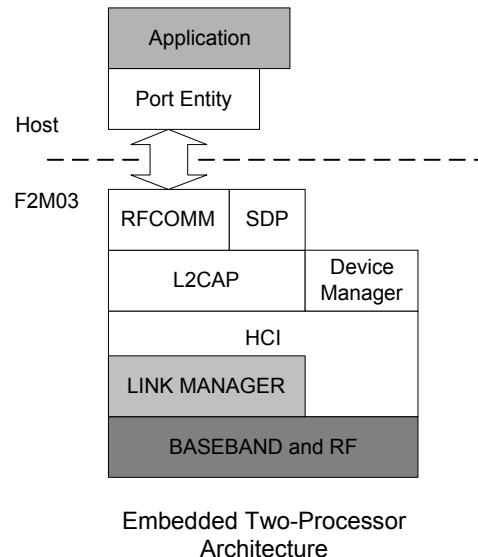 Application
Port Entity
Host
F2M03
RFCOMM
SDP
L2CAP
Device
Manager
HCI
LINK MANAGER
BASEBAND and RF
Embedded Two-Processor
Architecture